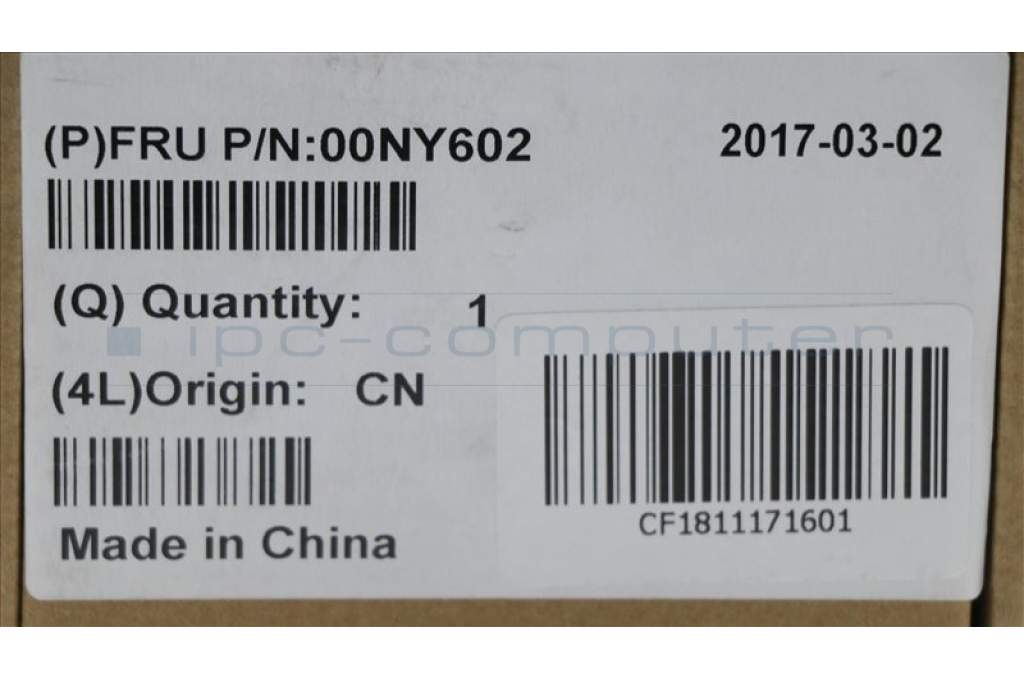 (P)FRU P/N:00NY602 2017-03-02
(Q) Quantity: 1
ipc-computer
(4L)Origin: CN
CF1811171601
Made in China